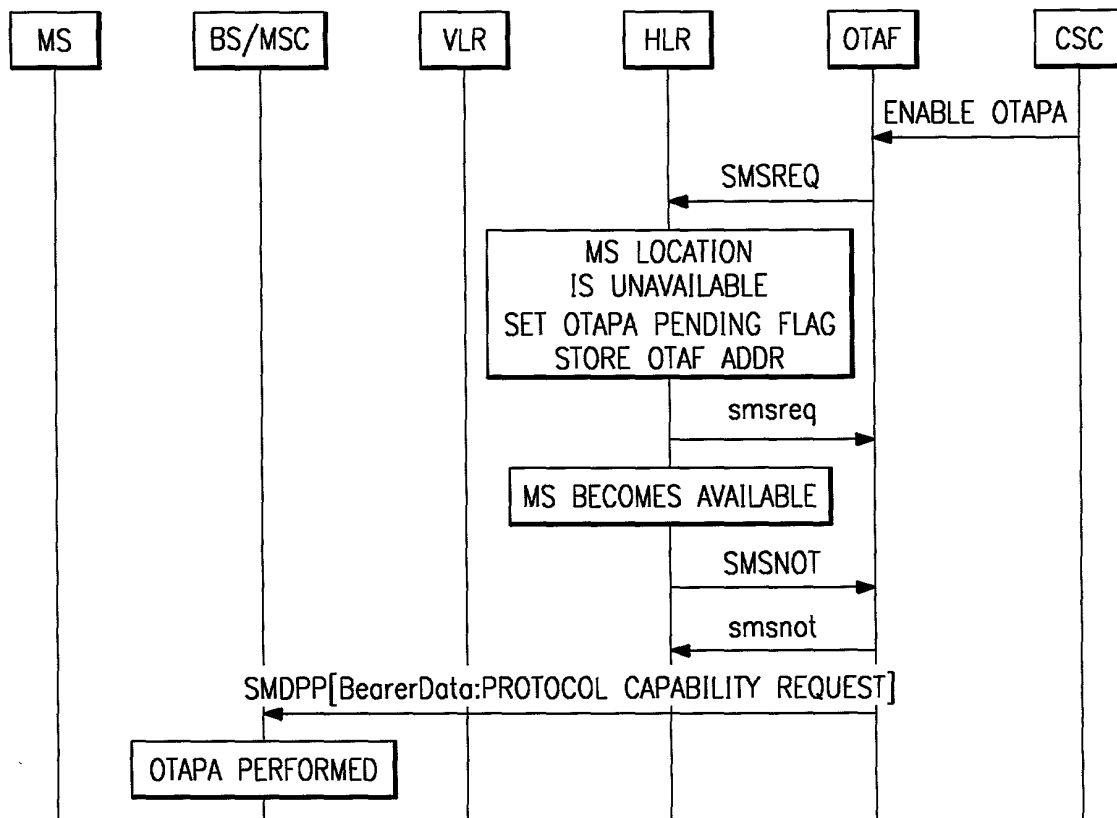 MS
BS/MSC
VLR
HLR
OTAF
CSC
ENABLE OTAPA
SMSREQ
MS LOCATION
IS UNAVAILABLE
SET OTAPA PENDING FLAG
STORE OTAF ADDR
smsreq
MS BECOMES AVAILABLE
SMSNOT
smsnot
SMDPP[BearerData:PROTOCOL CAPABILITY REQUEST]
OTAPA PERFORMED